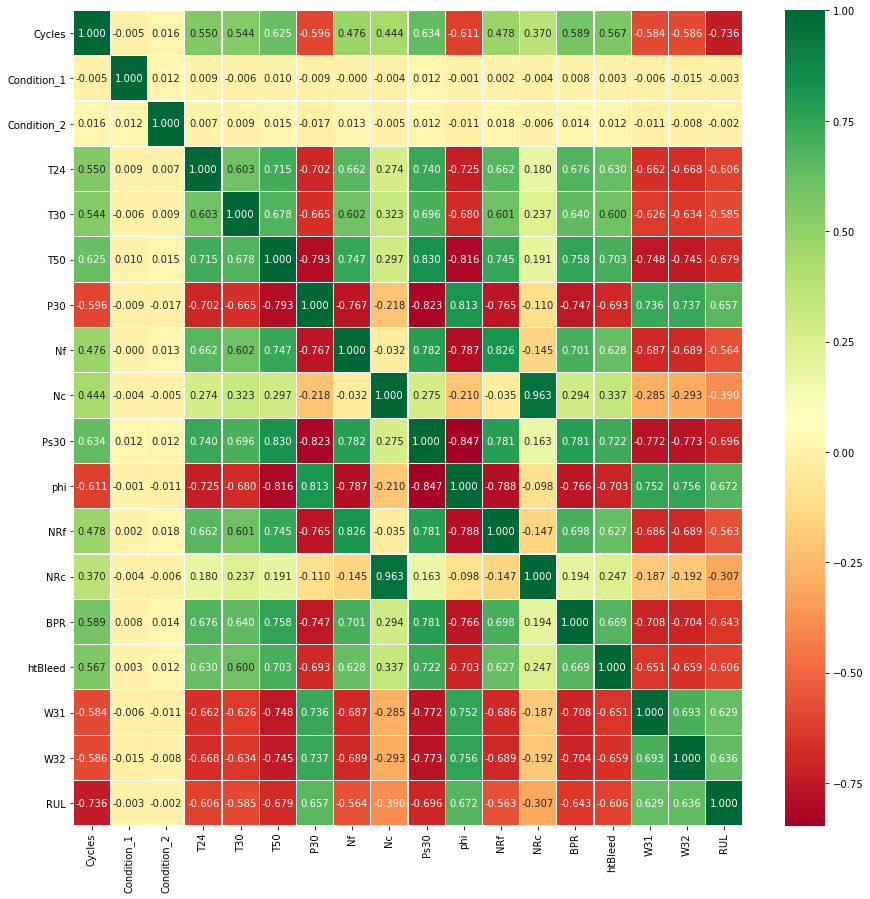 Cycles 1.000 -0.005 0.016 0.550 0.544 0.625 -0.596 0.476 0.444 0.634 -0.611 0.478 0.370 0.589 0.567 -0.584 -0.586 -0.736
Condition_1 -0.005 1.000 0.012 0.009 -0.006 0.010 -0.009 -0.000 -0.004 0.012 -0.001 0.002 -0.004 0.008 0.003 -0.006 -0.015 -0.003
Condition_2 0.016 0.012 1.000 0.007 0.009 0.015 -0.017 0.013 -0.005 0.012 -0.011 0.018 -0.006 0.014 0.012 -0.011 -0.008 -0.002
T24 0.550 0.009 0.007 1.000 0.603 0.715 -0.702 0.662 0.274 0.740 -0.725 0.662 0.180 0.676 0.630 -0.662 -0.668 -0.606
T30 0.544 -0.006 0.009 0.603 1.000 0.678 -0.665 0.602 0.323 0.696 -0.680 0.601 0.237 0.640 0.600 -0.626 -0.634 -0.585
T50 0.625 0.010 0.015 0.715 0.678 1.000 -0.793 0.747 0.297 0.830 -0.816 0.745 0.191 0.758 0.703 -0.748 -0.745 -0.679
P30 -0.596 -0.009 -0.017 -0.702 -0.665 -0.793 1.000 -0.767 -0.218 -0.823 0.813 -0.765 -0.110 -0.747 -0.693 0.736 0.737 0.657
Nf 0.476 -0.000 0.013 0.662 0.602 0.747 -0.767 1.000 -0.032 0.782 -0.787 0.826 -0.145 0.701 0.628 -0.687 -0.689 -0.564
Nc 0.444 -0.004 -0.005 0.274 0.323 0.297 -0.218 -0.032 1.000 0.275 -0.210 -0.035 0.963 0.294 0.337 -0.285 -0.293 -0.390
Ps30 0.634 0.012 0.012 0.740 0.696 0.830 -0.823 0.782 0.275 1.000 -0.847 0.781 0.163 0.781 0.722 -0.772 -0.773 -0.696
phi -0.611 -0.001 -0.011 -0.725 -0.680 -0.816 0.813 -0.787 -0.210 -0.847 1.000 -0.788 -0.098 -0.766 -0.703 0.752 0.756 0.672
NRf 0.478 0.002 0.018 0.662 0.601 0.745 -0.765 0.826 -0.035 0.781 -0.788 1.000 -0.147 0.698 0.627 -0.686 -0.689 -0.563
NRc 0.370 -0.004 -0.006 0.180 0.237 0.191 -0.110 -0.145 0.963 0.163 -0.098 -0.147 1.000 0.194 0.247 -0.187 -0.192 -0.307
BPR 0.589 0.008 0.014 0.676 0.640 0.758 -0.747 0.701 0.294 0.781 -0.766 0.698 0.194 1.000 0.669 -0.708 -0.704 -0.643
htBleed 0.567 0.003 0.012 0.630 0.600 0.703 -0.693 0.628 0.337 0.722 -0.703 0.627 0.247 0.669 1.000 -0.651 -0.659 -0.606
W31 -0.584 -0.006 -0.011 -0.662 -0.626 -0.748 0.736 -0.687 -0.285 -0.772 0.752 -0.686 -0.187 -0.708 -0.651 1.000 0.693 0.629
W32 -0.586 -0.015 -0.008 -0.668 -0.634 -0.745 0.737 -0.689 -0.293 -0.773 0.756 -0.689 -0.192 -0.704 -0.659 0.693 1.000 0.636
RUL -0.736 -0.003 -0.002 -0.606 -0.585 -0.679 0.657 -0.564 -0.390 -0.696 0.672 -0.563 -0.307 -0.643 -0.606 0.629 0.636 1.000
Cycles Condition_1 Condition_2 T24 T30 T50 P30 Nf Nc Ps30 phi NRf NRc BPR htBleed W31 W32 RUL
1.00
0.75
0.50
0.25
0.00
−0.25
−0.50
−0.75